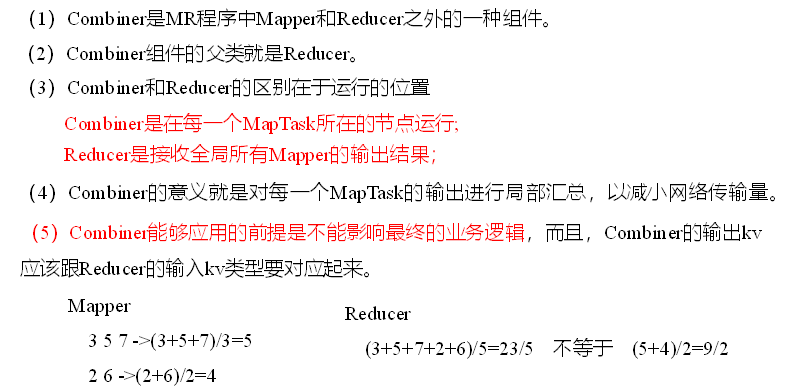 （1）Combiner是MR程序中Mapper和Reducer之外的一种组件。
（2）Combiner组件的父类就是Reducer。
（3）Combiner和Reducer的区别在于运行的位置
Combiner是在每一个MapTask所在的节点运行;
Reducer是接收全局所有Mapper的输出结果；
（4）Combiner的意义就是对每一个MapTask的输出进行局部汇总，以减小网络传输量。
（5）Combiner能够应用的前提是不能影响最终的业务逻辑，而且，Combiner的输出kv
应该跟Reducer的输入kv类型要对应起来。
Mapper
3 5 7 ->(3+5+7)/3=5
2 6 ->(2+6)/2=4
Reducer
(3+5+7+2+6)/5=23/5 不等于 (5+4)/2=9/2